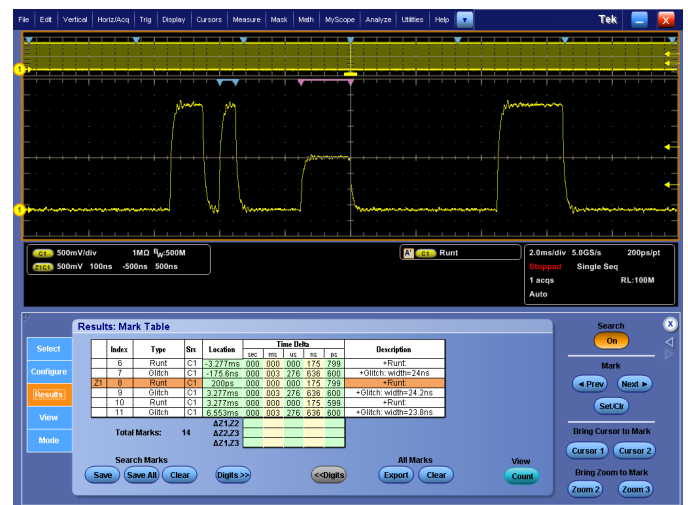 File Edit Vertical Horiz/Acq Trig Display Cursors Measure Mask Math MyScope Analyze Utilities Help Tek X
1
1
C1 500mV/div 1MΩ BW:500M
Z1C1 500mV 100ns -500ns 500ns
A' C1 Runt
2.0ms/div 5.0GS/s 200ps/pt
Stopped Single Seq
1 acqs RL:100M
Auto
Results: Mark Table
Select
Configure
Results
View
Mode
Index Type Src Location Time Delta Description
sec ms us ns ps
6 Runt C1 -3.277ms 000 000 000 175 799 +Runt:
7 Glitch C1 -175.6ns 000 003 276 636 600 +Glitch: width=24ns
Z1 8 Runt C1 200ps 000 000 000 175 799 +Runt:
9 Glitch C1 3.277ms 000 003 276 636 600 +Glitch: width=24.2ns
10 Runt C1 3.277ms 000 000 000 175 599 +Runt:
11 Glitch C1 6.553ms 000 003 276 636 600 +Glitch: width=23.8ns
Total Marks: 14
ΔZ1,Z2
ΔZ2,Z3
ΔZ1,Z3
Search Marks
Save Save All Clear
Digits >>
<<Digits
All Marks
Export Clear
View
Count
Search
On
X
Mark
Prev Next
Set/Clr
Bring Cursor to Mark
Cursor 1 Cursor 2
Bring Zoom to Mark
Zoom 2 Zoom 3